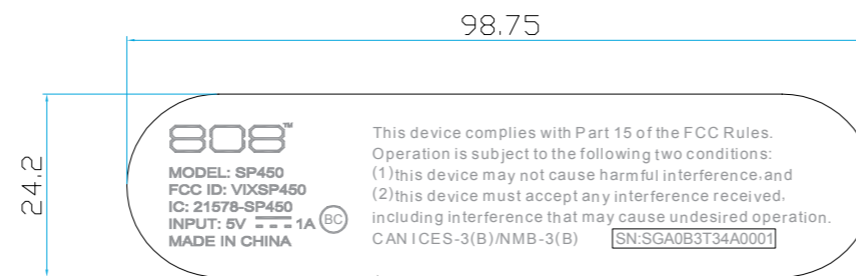 98.75
24.2
808™
MODEL: SP450
FCC ID: VIXSP450
IC: 21578-SP450
INPUT: 5V ⎓ 1A
BC
MADE IN CHINA
This device complies with Part 15 of the FCC Rules.
Operation is subject to the following two conditions:
(1)this device may not cause harmful interference,and
(2)this device must accept any interference received,
including interference that may cause undesired operation.
CAN ICES-3(B)/NMB-3(B) SN:SGA0B3T34A0001